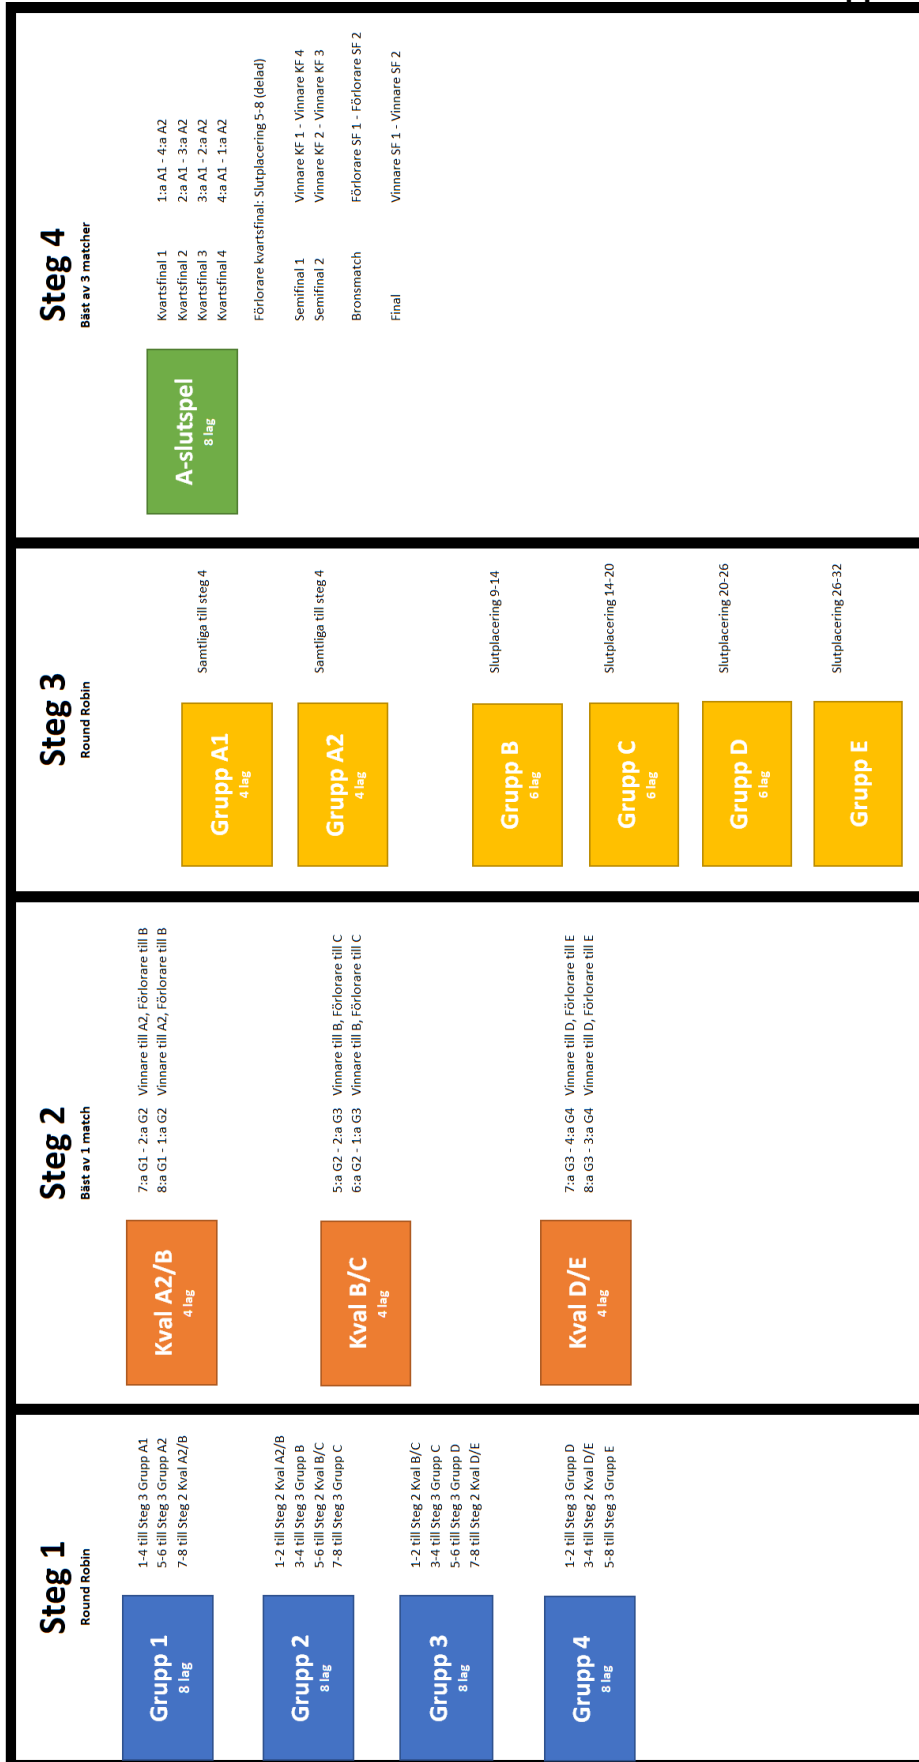 Steg 1
Round Robin
Grupp 1
8 lag
1-4 till Steg 3 Grupp A1
5-6 till Steg 3 Grupp A2
7-8 till Steg 2 Kval A2/B
Grupp 2
8 lag
1-2 till Steg 2 Kval A2/B
3-4 till Steg 3 Grupp B
5-6 till Steg 2 Kval B/C
7-8 till Steg 3 Grupp C
Grupp 3
8 lag
1-2 till Steg 2 Kval B/C
3-4 till Steg 3 Grupp C
5-6 till Steg 3 Grupp D
7-8 till Steg 2 Kval D/E
Grupp 4
8 lag
1-2 till Steg 3 Grupp D
3-4 till Steg 2 Kval D/E
5-8 till Steg 3 Grupp E
Steg 2
Bäst av 1 match
Kval A2/B
4 lag
7:a G1 - 2:a G2 Vinnare till A2, Förlorare till B
8:a G1 - 1:a G2 Vinnare till A2, Förlorare till B
Kval B/C
4 lag
5:a G2 - 2:a G3 Vinnare till B, Förlorare till C
6:a G2 - 1:a G3 Vinnare till B, Förlorare till C
Kval D/E
4 lag
7:a G3 - 4:a G4 Vinnare till D, Förlorare till E
8:a G3 - 3:a G4 Vinnare till D, Förlorare till E
Steg 3
Round Robin
Grupp A1
4 lag
Samtliga till steg 4
Grupp A2
4 lag
Samtliga till steg 4
Grupp B
6 lag
Slutplacering 9-14
Grupp C
6 lag
Slutplacering 14-20
Grupp D
6 lag
Slutplacering 20-26
Grupp E
Slutplacering 26-32
Steg 4
Bäst av 3 matcher
A-slutspel
8 lag
Kvartsfinal 1 1:a A1 - 4:a A2
Kvartsfinal 2 2:a A1 - 3:a A2
Kvartsfinal 3 3:a A1 - 2:a A2
Kvartsfinal 4 4:a A1 - 1:a A2
Förlorare kvartsfinal: Slutplacering 5-8 (delad)
Semifinal 1 Vinnare KF 1 - Vinnare KF 4
Semifinal 2 Vinnare KF 2 - Vinnare KF 3
Bronsmatch Förlorare SF 1 - Förlorare SF 2
Final Vinnare SF 1 - Vinnare SF 2